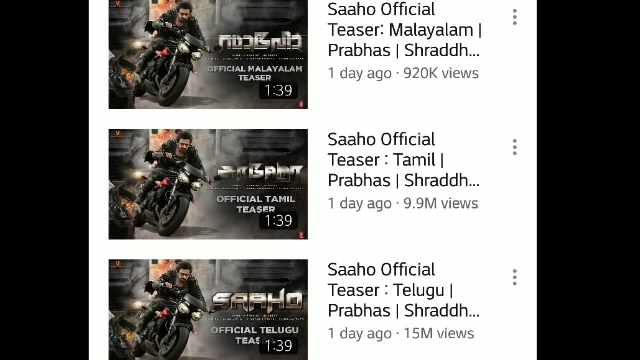 സാഹോ
OFFICIAL MALAYALAM
TEASER
1:39
Saaho Official
Teaser: Malayalam |
Prabhas | Shraddh...
1 day ago · 920K views
சாஹோ
OFFICIAL TAMIL
TEASER
1:39
Saaho Official
Teaser : Tamil |
Prabhas | Shraddh...
1 day ago · 9.9M views
SAAHO
OFFICIAL TELUGU
TEAS
1:39
Saaho Official
Teaser : Telugu |
Prabhas | Shraddh...
1 day ago · 15M views